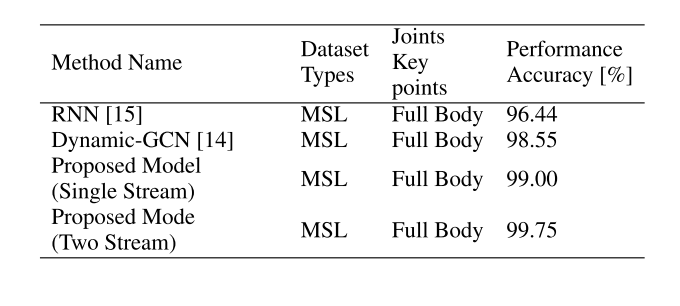 Method Name Dataset Types Joints Key points Performance Accuracy [%]
RNN [15] MSL Full Body 96.44
Dynamic-GCN [14] MSL Full Body 98.55
Proposed Model (Single Stream) MSL Full Body 99.00
Proposed Mode (Two Stream) MSL Full Body 99.75